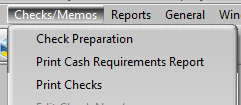 Checks/Memos Reports General Win
Check Preparation
Print Cash Requirements Report
Print Checks